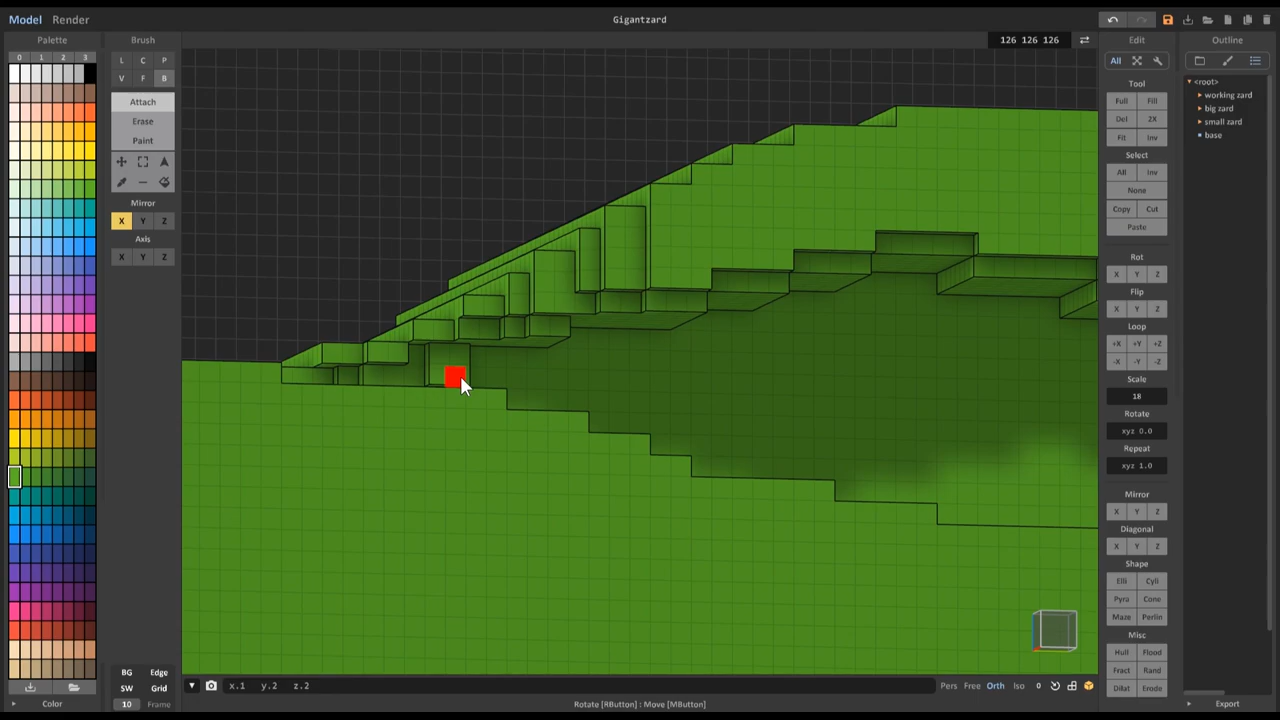 Model Render
Gigantzard
Palette
0 1 2 3
Color
Brush
L C P
V F B
Attach
Erase
Paint
Mirror
X Y Z
Axis
X Y Z
BG Edge
SW Grid
10 Frame
126 126 126
x.1 y.2 z.2
Pers Free Orth Iso 0
Rotate [RButton] : Move [MButton]
Edit
All
Tool
Full Fill
Del 2X
Fit Inv
Select
All Inv
None
Copy Cut
Paste
Rot
X Y Z
Flip
X Y Z
Loop
+X +Y +Z
-X -Y -Z
Scale
18
Rotate
xyz 0.0
Repeat
xyz 1.0
Mirror
X Y Z
Diagonal
X Y Z
Shape
Elli Cyli
Pyra Cone
Maze Perlin
Misc
Hull Flood
Fract Rand
Dilat Erode
Outline
<root>
working zard
big zard
small zard
base
Export